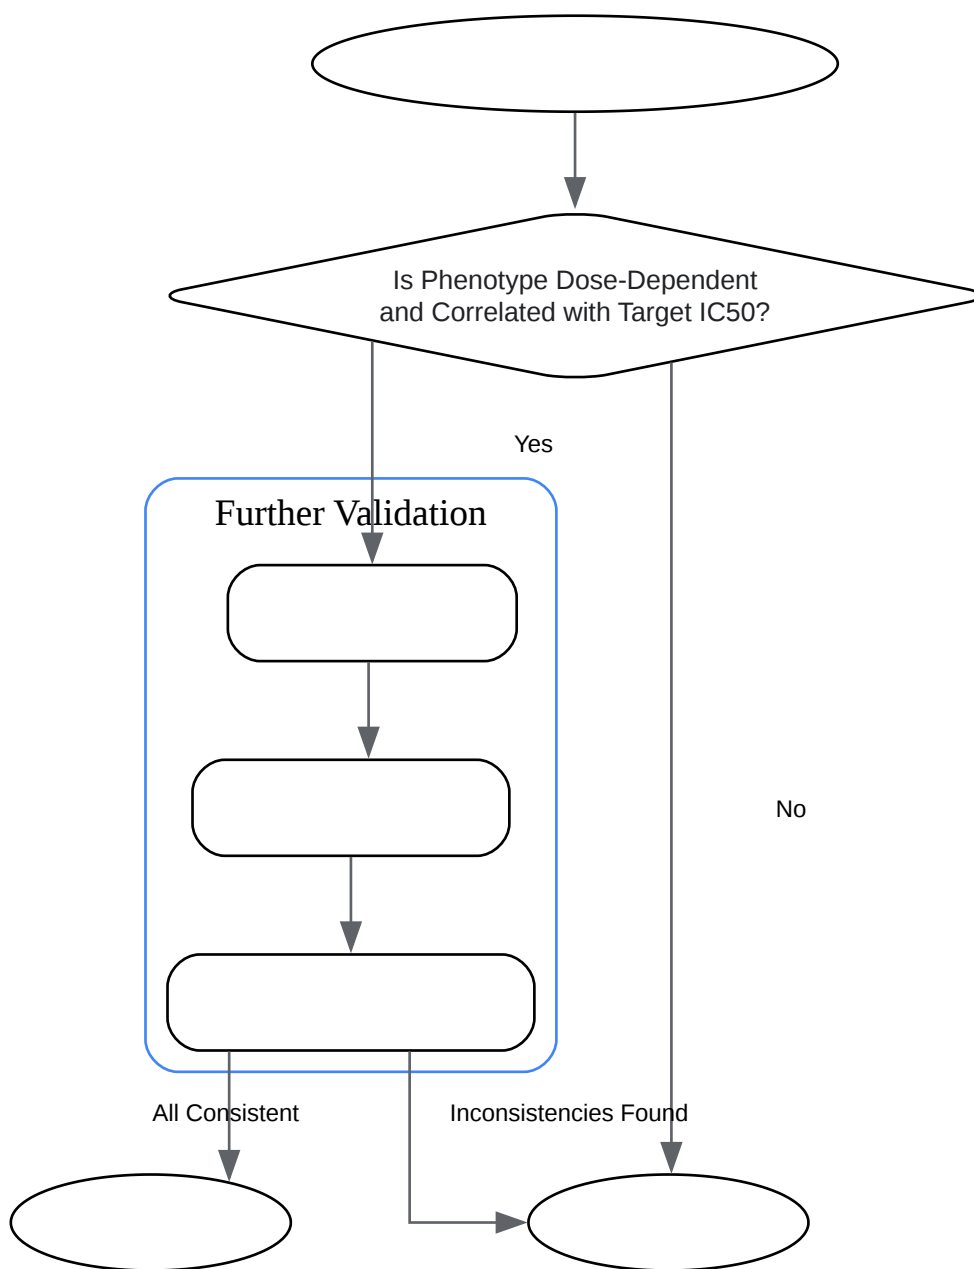 Is Phenotype Dose-Dependent
and Correlated with Target IC50?
Yes
Further Validation
No
All Consistent
Inconsistencies Found